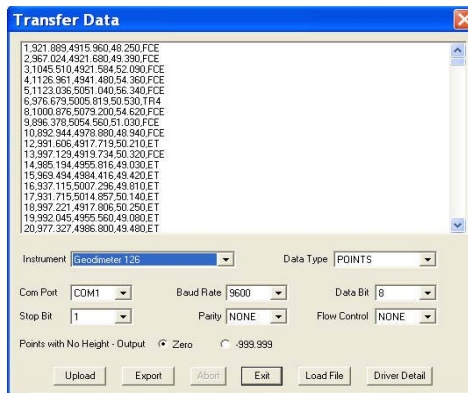 Transfer Data
1,921.889,4915.960,48.250,FCE
2,967.024,4921.680,49.390,FCE
3,1045.510,4921.584,52.090,FCE
4,1126.961,4941.480,54.360,FCE
5,1123.036,5051.040,56.340,FCE
6,976.679,5005.819,50.530,TR4
8,1000.876,5079.200,54.620,FCE
9,896.378,5054.560,51.030,FCE
10,892.944,4978.880,48.940,FCE
12,991.606,4917.719,50.210,ET
13,997.129,4919.734,50.320,FCE
14,985.194,4955.816,49.030,ET
15,969.494,4984.416,49.420,ET
16,937.115,5007.296,49.810,ET
17,931.715,5014.857,50.140,ET
18,997.221,4917.806,50.250,ET
19,992.045,4955.560,49.080,ET
20,977.327,4986.800,49.480,ET
Instrument Geodimeter 126 Data Type POINTS
Com Port COM1 Baud Rate 9600 Data Bit 8
Stop Bit 1 Parity NONE Flow Control NONE
Points with No Height - Output Zero -999.999
Upload Export Abort Exit Load File Driver Detail